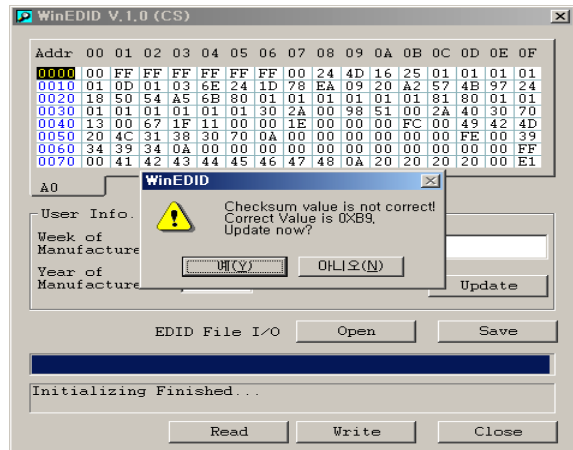 WinEDID V.1.0 (CS)
Addr 00 01 02 03 04 05 06 07 08 09 0A 0B 0C 0D 0E 0F
0000 00 FF FF FF FF FF FF 00 24 4D 16 25 01 01 01 01
0010 01 0D 01 03 6E 24 1D 78 EA 09 20 A2 57 4B 97 24
0020 18 50 54 A5 6B 80 01 01 01 01 01 01 81 80 01 01
0030 01 01 01 01 01 01 30 2A 00 98 51 00 2A 40 30 70
0040 13 00 67 1F 11 00 00 1E 00 00 00 FC 00 49 42 4D
0050 20 4C 31 38 30 70 0A 00 00 00 00 00 00 FE 00 39
0060 34 39 34 0A 00 00 00 00 00 00 00 00 00 00 00 FF
0070 00 41 42 43 44 45 46 47 48 0A 20 20 20 20 00 E1
A0
WinEDID
Checksum value is not correct!
Correct Value is 0XB9,
Update now?
예(Y)
아니오(N)
User Info.
Week of
Manufacture
Year of
Manufacture
Update
EDID File I/O
Open
Save
Initializing Finished...
Read
Write
Close